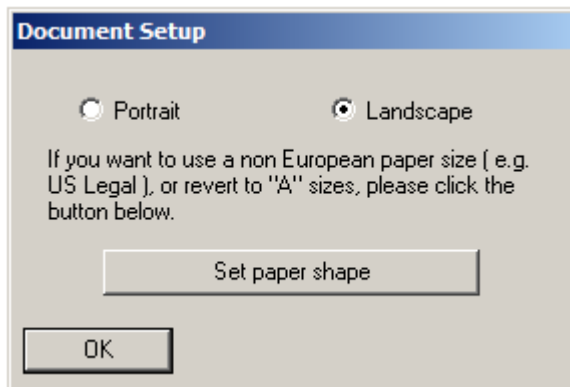 Document Setup
Portrait Landscape
If you want to use a non European paper size ( e.g.
US Legal ), or revert to "A" sizes, please click the
button below.
Set paper shape
OK